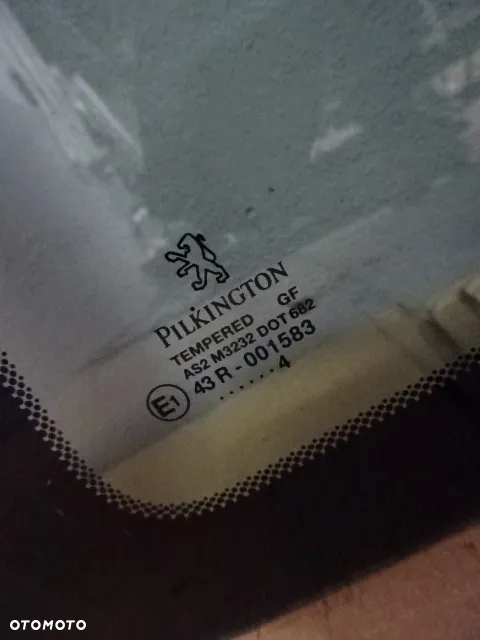 PILKINGTON
TEMPERED GF
AS2 M3232 DOT 682
43 R - 001583
E1
......4
OTOMOTO